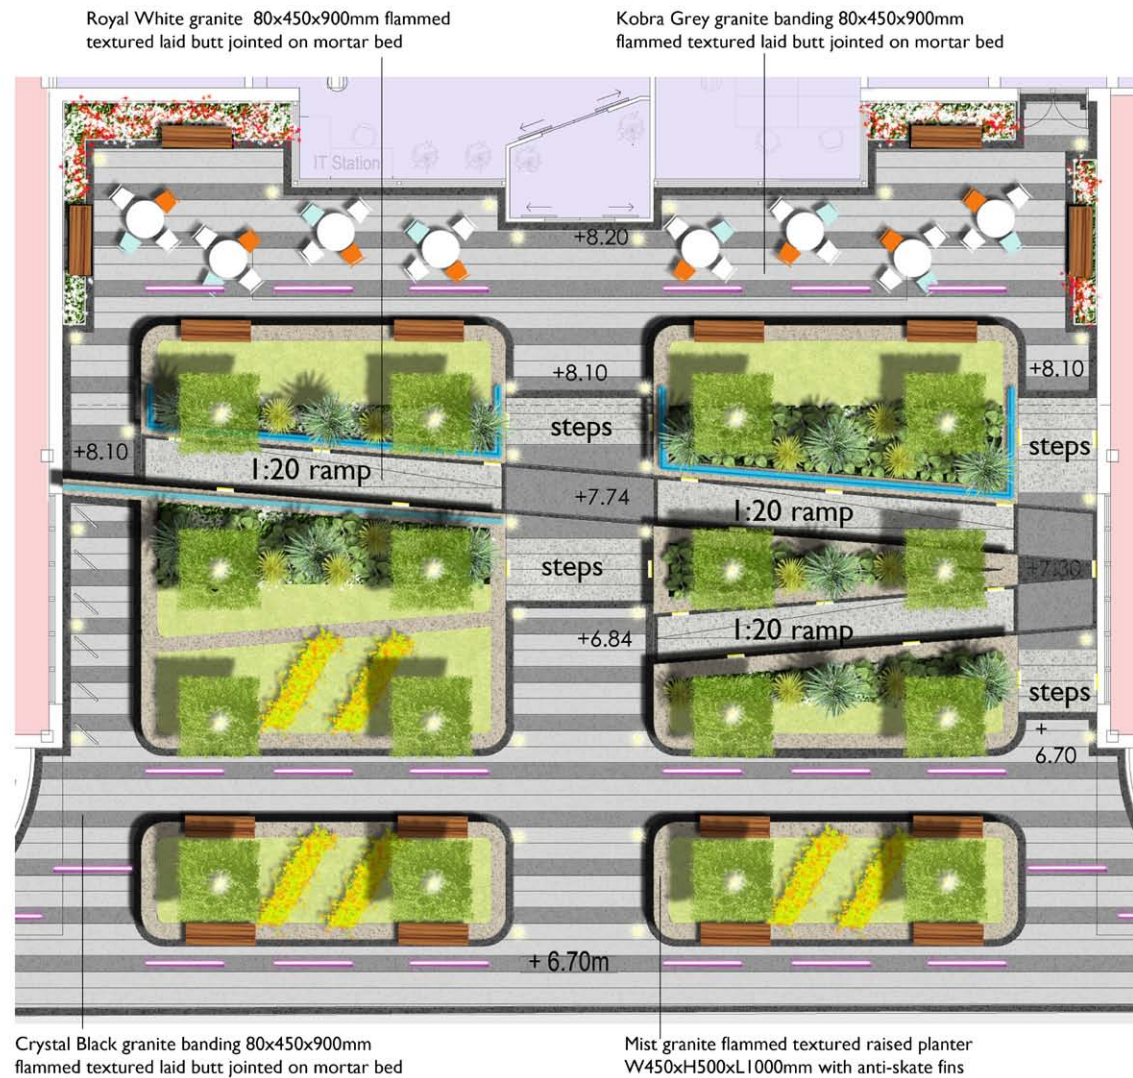 Royal White granite 80x450x900mm flammed
textured laid butt jointed on mortar bed
Kobra Grey granite banding 80x450x900mm
flammed textured laid butt jointed on mortar bed
IT Station
+8.20
+8.10
+8.10
steps
steps
+8.10
1:20 ramp
+7.74
1:20 ramp
steps
+7.30
+6.84
1:20 ramp
steps
+
6.70
+ 6.70m
Crystal Black granite banding 80x450x900mm
flammed textured laid butt jointed on mortar bed
Mist granite flammed textured raised planter
W450xH500xL1000mm with anti-skate fins